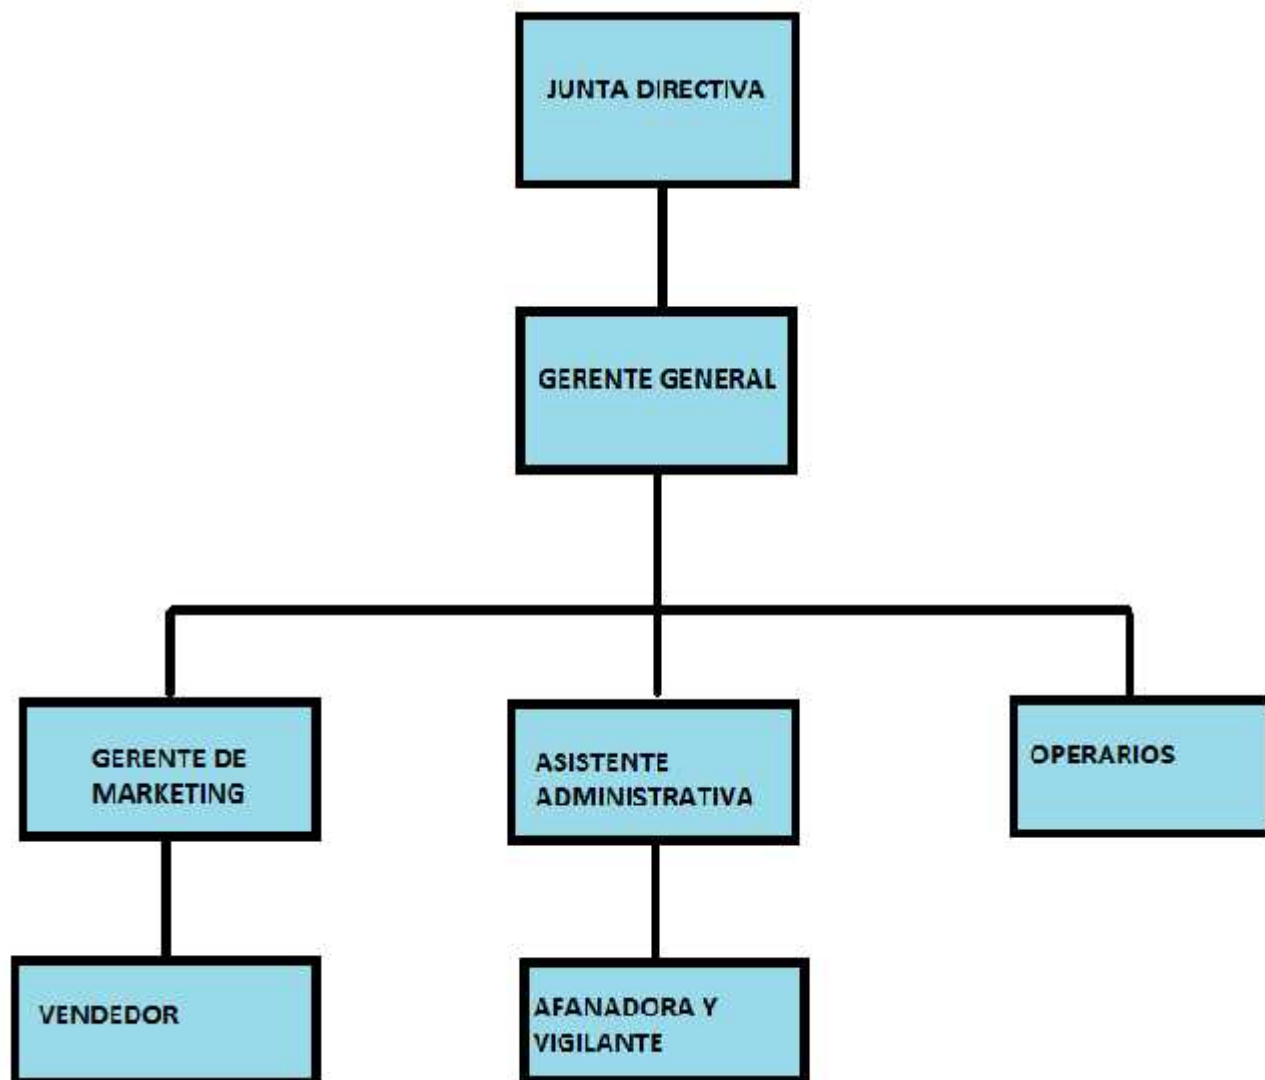 JUNTA DIRECTIVA
GERENTE GENERAL
GERENTE DE
MARKETING
ASISTENTE
ADMINISTRATIVA
OPERARIOS
VENDEDOR
AFANADORA Y
VIGILANTE